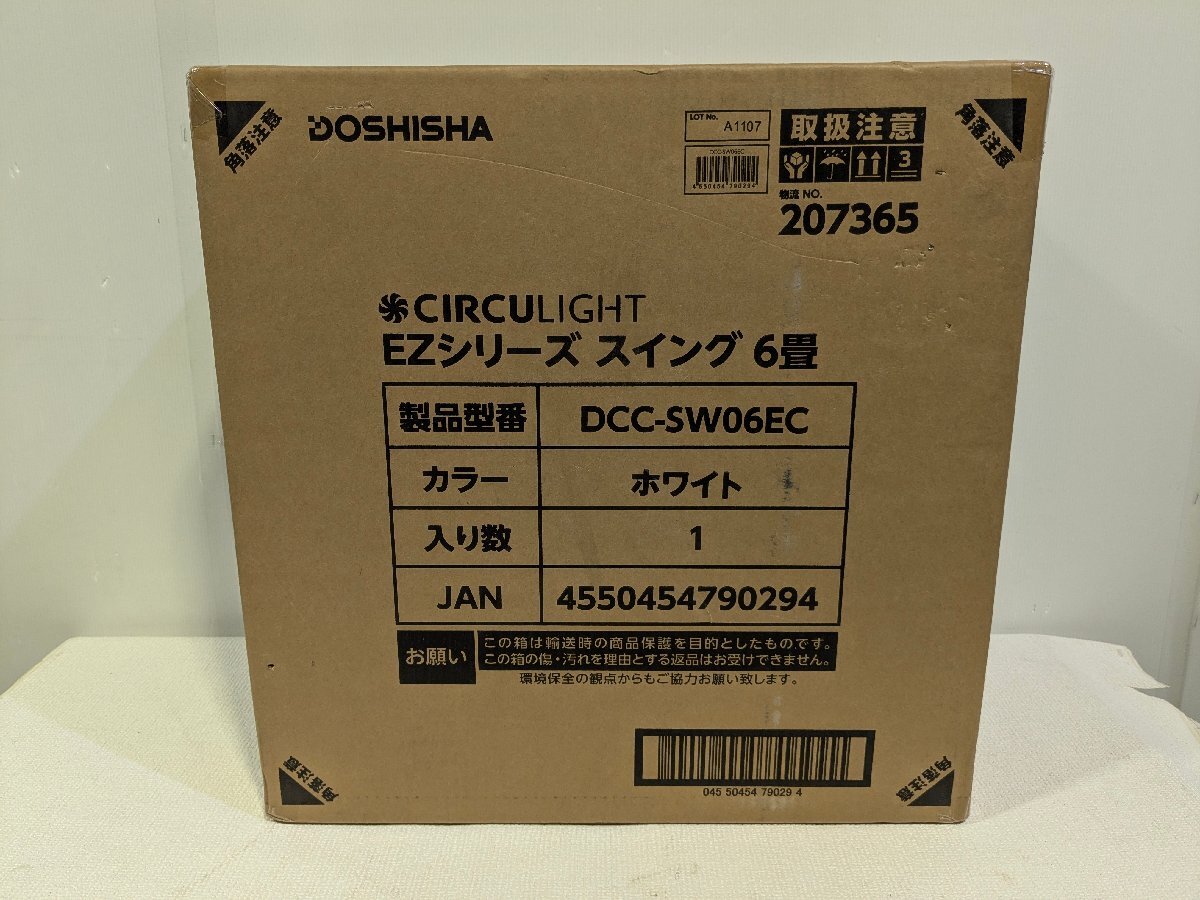 角落注意
DOSHISHA
LOT No.
A1107
DCC-SW06EC
4 550454 790294
取扱注意
3
物流 NO.
207365
角落注意
CIRCULIGHT
EZシリーズ スイング 6畳
製品型番 DCC-SW06EC
カラー ホワイト
入り数 1
JAN 4550454790294
お願い
この箱は輸送時の商品保護を目的としたものです。
この箱の傷・汚れを理由とする返品はお受けできません。
環境保全の観点からもご協力お願い致します。
045 50454 79029 4
角落注意
角落注意